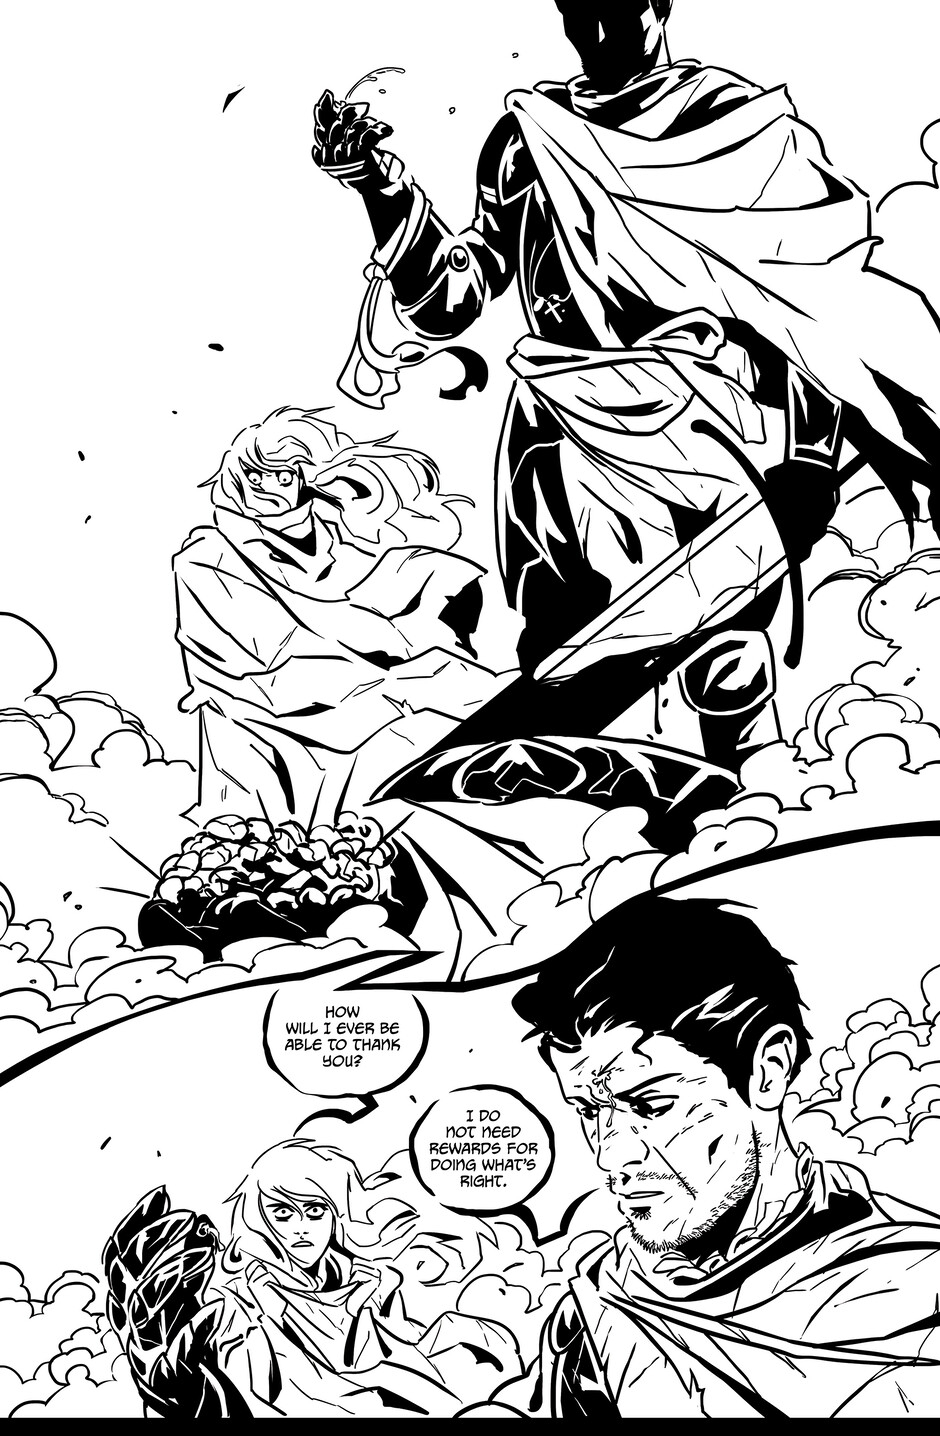 HOW
WILL I EVER BE
ABLE TO THANK
YOU?
I DO
NOT NEED
REWARDS FOR
DOING WHAT'S
RIGHT.